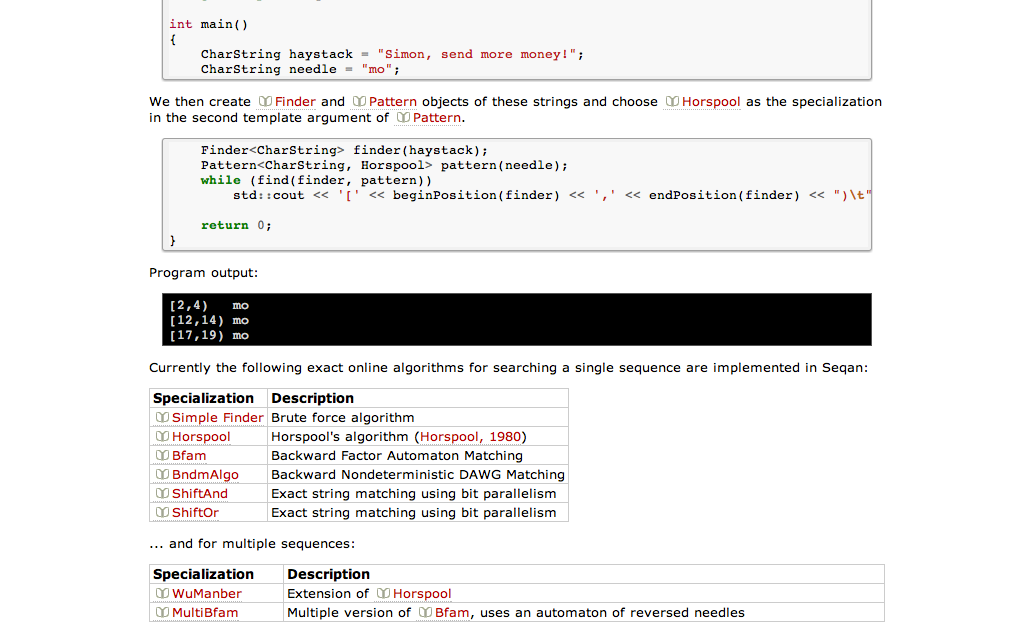 int main()
{
CharString haystack = "Simon, send more money!";
CharString needle = "mo";
We then create Finder and Pattern objects of these strings and choose Horspool as the specialization
in the second template argument of Pattern.
Finder<CharString> finder(haystack);
Pattern<CharString, Horspool> pattern(needle);
while (find(finder, pattern))
std::cout << '[' << beginPosition(finder) << ',' << endPosition(finder) << ")\t"
return 0;
}
Program output:
[2,4) mo
[12,14) mo
[17,19) mo
Currently the following exact online algorithms for searching a single sequence are implemented in Seqan:
Specialization Description
Simple Finder Brute force algorithm
Horspool Horspool's algorithm (Horspool, 1980)
Bfam Backward Factor Automaton Matching
BndmAlgo Backward Nondeterministic DAWG Matching
ShiftAnd Exact string matching using bit parallelism
ShiftOr Exact string matching using bit parallelism
... and for multiple sequences:
Specialization Description
WuManber Extension of Horspool
MultiBfam Multiple version of Bfam, uses an automaton of reversed needles